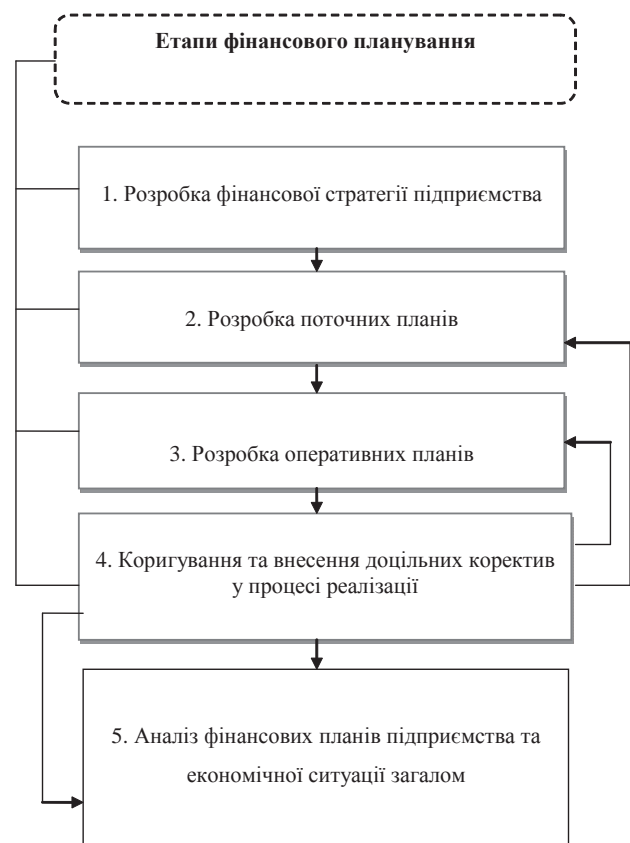 Етапи фінансового планування
1. Розробка фінансової стратегії підприємства
2. Розробка поточних планів
3. Розробка оперативних планів
4. Коригування та внесення доцільних коректив
у процесі реалізації
5. Аналіз фінансових планів підприємства та
економічної ситуації загалом